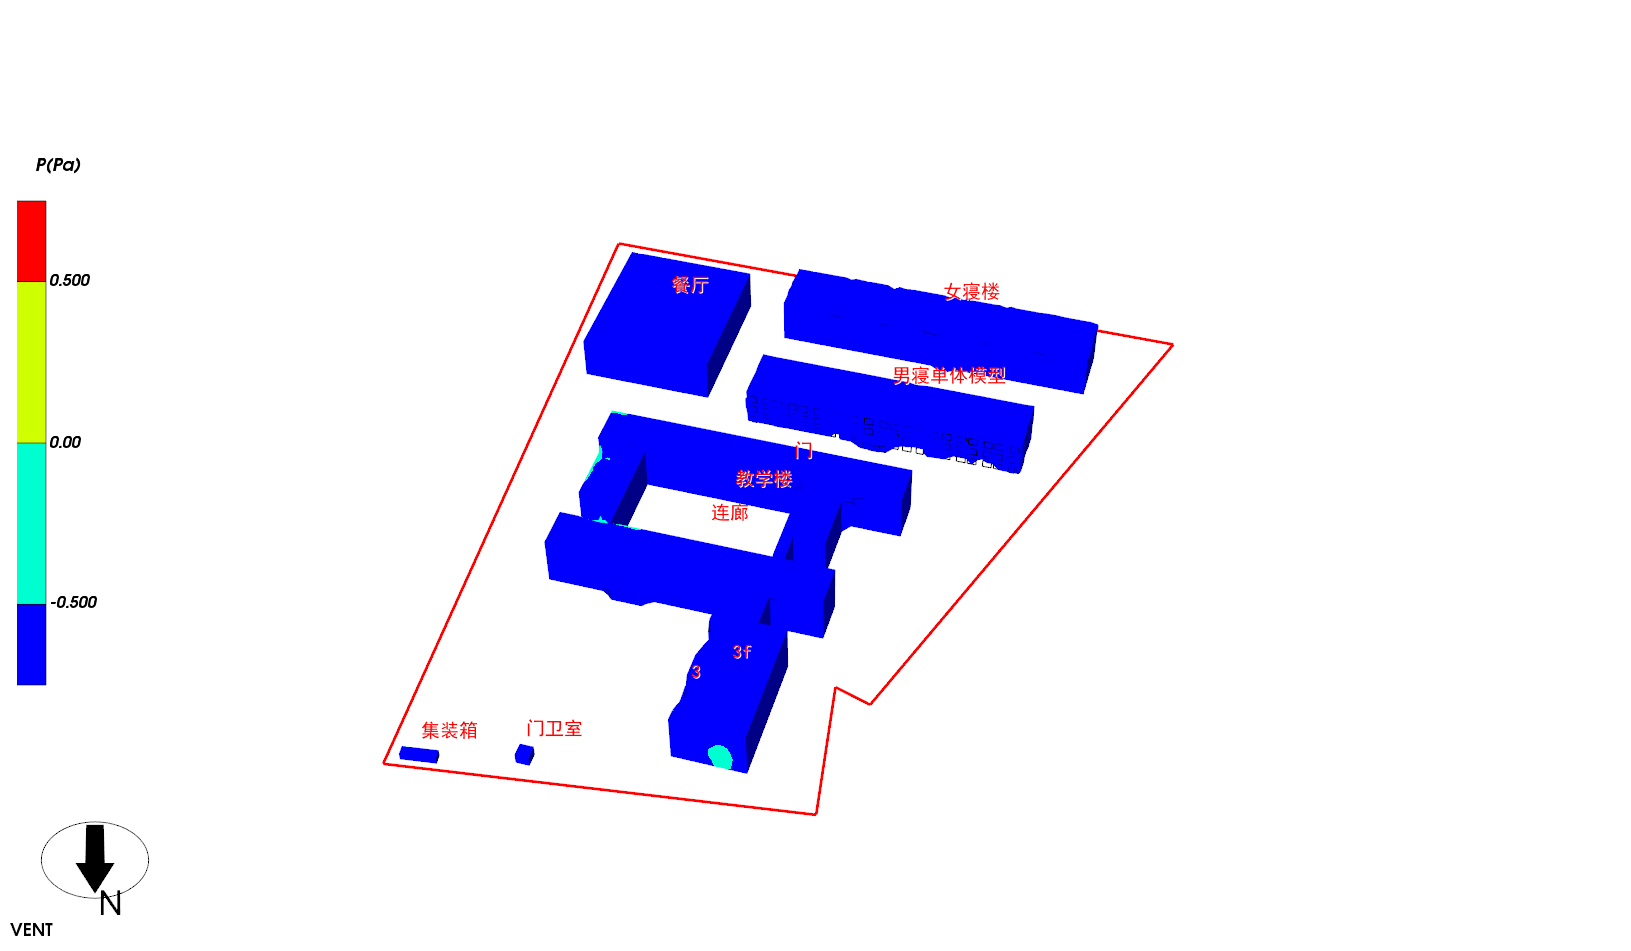 P(Pa)
0.500
0.00
-0.500
餐厅
女寝楼
男寝单体模型
门
教学楼
连廊
3f
3
集装箱
门卫室
N
VENT